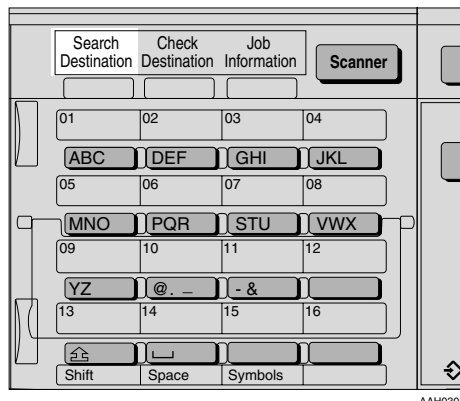 Search Check Job
Destination Destination Information Scanner
01 02 03 04
ABC DEF GHI JKL
05 06 07 08
MNO PQR STU VWX
09 10 11 12
YZ @. _ - &
13 14 15 16
Shift Space Symbols